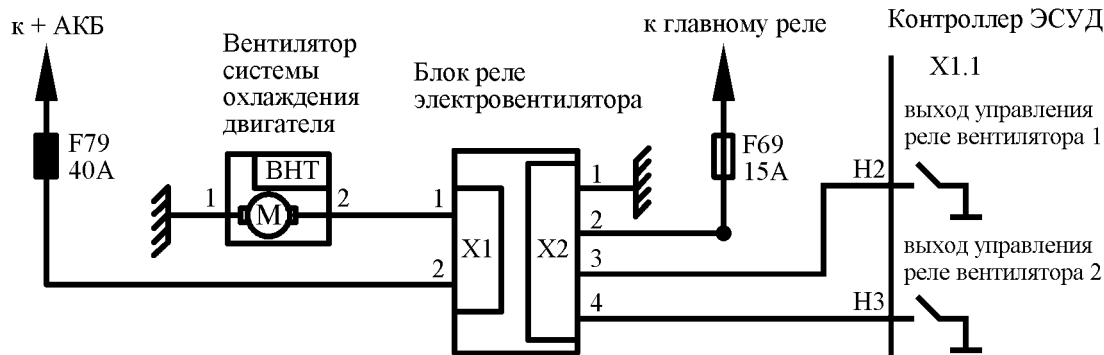 к + АКБ
F79
40А
Вентилятор
системы
охлаждения
двигателя
1
ВНТ
М
2
Блок реле
электровентилятора
1
2
X1
X2
1
2
3
4
к главному реле
F69
15А
Контроллер ЭСУД
X1.1
выход управления
реле вентилятора 1
H2
выход управления
реле вентилятора 2
H3